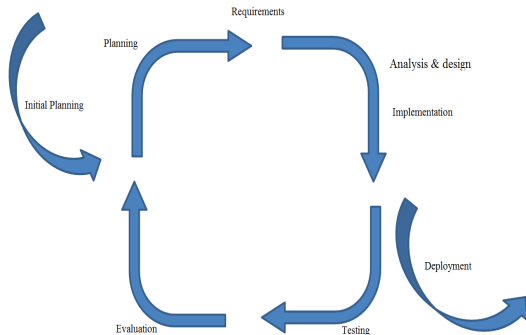 Requirements
Planning
Analysis & design
Initial Planning
Implementation
Deployment
Evaluation
Testing